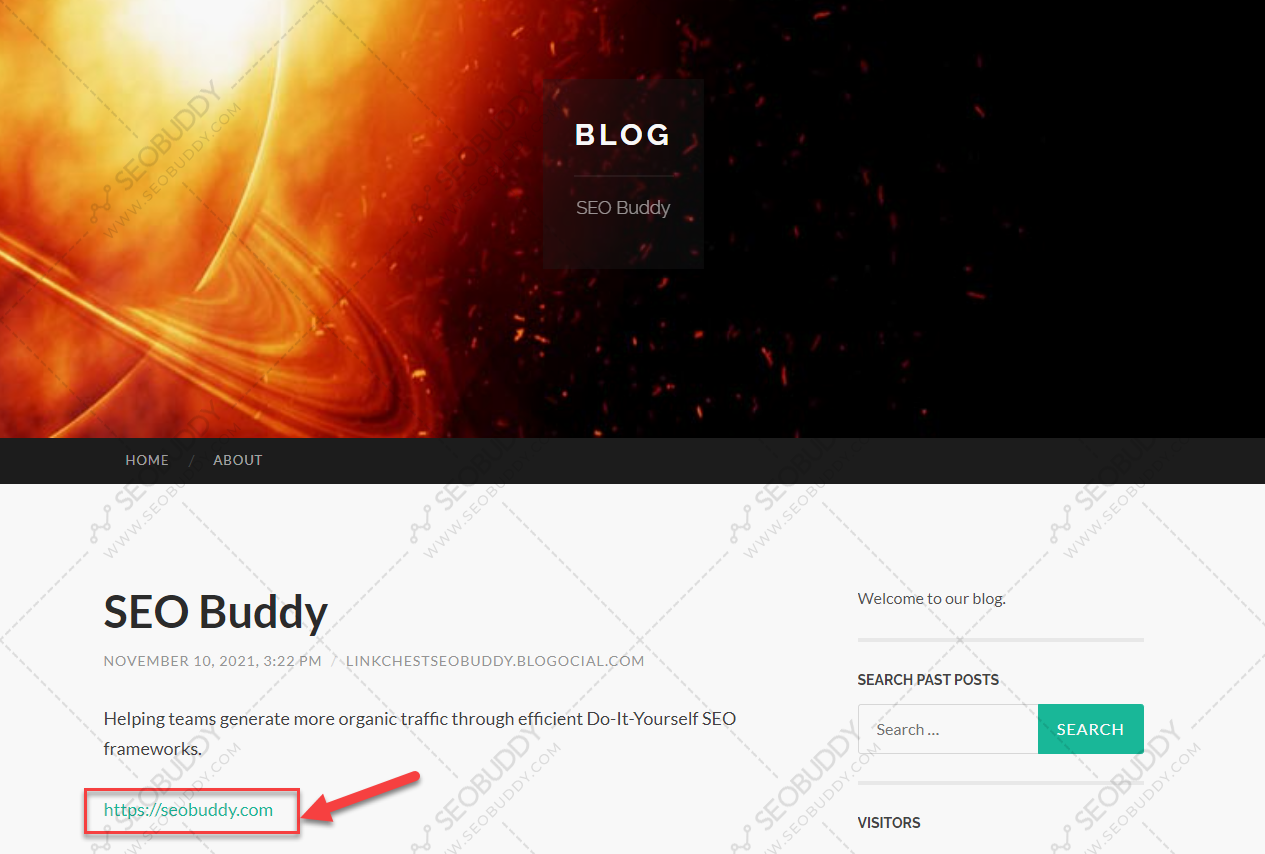 BLOG
SEO Buddy
HOME / ABOUT
SEO Buddy
NOVEMBER 10, 2021, 3:22 PM / LINKCHESTSEOBUDDY.BLOGOCIAL.COM
Helping teams generate more organic traffic through efficient Do-It-Yourself SEO
frameworks.
https://seobuddy.com
Welcome to our blog.
SEARCH PAST POSTS
Search ... SEARCH
VISITORS
SEOBUDDY
WWW.SEOBUDDY.COM